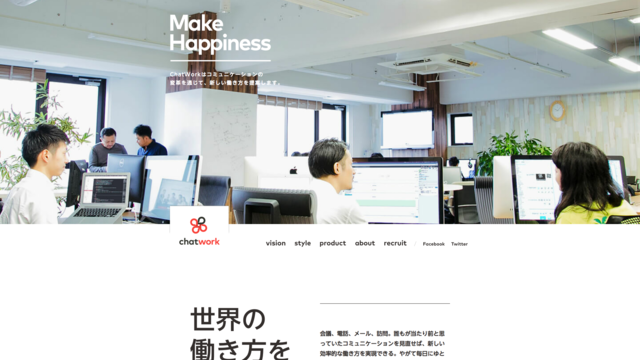 Make
Happiness
ChatWorkはコミュニケーションの
進歩を通じて、新しい働き方を提案します。
chatwork
vision style product about recruit Facebook Twitter
世界の
働き方を
会議、電話、メール、訪問。誰もが当たり前と思
っていたコミュニケーションを見直せば、新しい
効率的な働き方を実現できる。やがて毎日にゆと